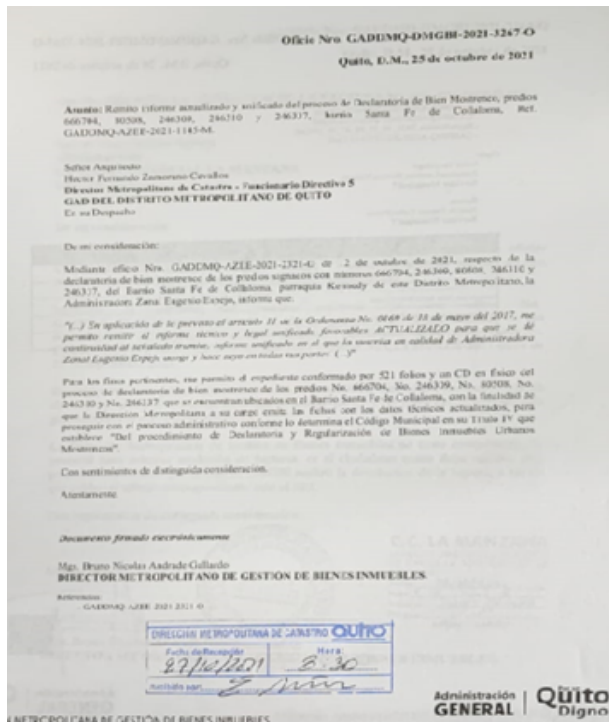 Oficio Nro. GADDMQ-DMGBI-2021-3267-O
Quito, D.M., 25 de octubre de 2021
Asunto: Remito informe actualizado y unificado del proceso de Declaratoria de Bien Mostrenco, predios
666704, 80508, 246309, 246310 y 246317, barrio Santa Fe de Collaloma, Ref.
GADDMQ-AZEE-2021-1145-M.
Señor Arquitecto
Héctor Fernando Zamorano Cevallos
Director Metropolitano de Catastro - Funcionario Directivo 5
GAD DEL DISTRITO METROPOLITANO DE QUITO
En su Despacho
De mi consideración:
Mediante oficio Nro. GADDMQ-AZEE-2021-2321-O de 12 de octubre de 2021, respecto de la
declaratoria de bien mostrenco de los predios signados con números 666704, 246309, 80508, 246310 y
246317, del Barrio Santa Fe de Collaloma, parroquia Kennedy de este Distrito Metropolitano, la
Administración Zonal Eugenio Espejo, informa que:
"(...) En aplicación de lo previsto el artículo 11 de la Ordenanza No. 0168 de 18 de mayo del 2017, me
permito remitir el informe técnico y legal unificado favorables ACTUALIZADO para que se dé
continuidad al señalado trámite, informe unificado en el que la suscrita en calidad de Administradora
Zonal Eugenio Espejo acoge y hace suyo en todas sus partes. (...)"
Para los fines pertinentes, me permito el expediente conformado por 521 folios y un CD en físico del
proceso de declaratoria de bien mostrenco de los predios No. 666704, No. 246309, No. 80508, No.
246310 y No. 246317 que se encuentran ubicados en el Barrio Santa Fe de Collaloma, con la finalidad de
que la Dirección Metropolitana a su cargo emita las fichas con los datos técnicos actualizados, para
proseguir con el proceso administrativo conforme lo determina el Código Municipal en su Título IV que
establece "Del procedimiento de Declaratoria y Regularización de Bienes Inmuebles Urbanos
Mostrencos".
Con sentimientos de distinguida consideración.
Atentamente
Documento firmado electrónicamente
Mgs. Bruno Nicolas Andrade Gallardo
DIRECTOR METROPOLITANO DE GESTIÓN DE BIENES INMUEBLES
Referencias:
- GADDMQ-AZEE-2021-2321-O
DIRECCIÓN METROPOLITANA DE CATASTRO QUITO
Fecha de Recepción Hora:
27/10/2021 8:30
Recibido por:
Administración GENERAL | Quito Digno
METROPOLITANA DE GESTIÓN DE BIENES INMUEBLES